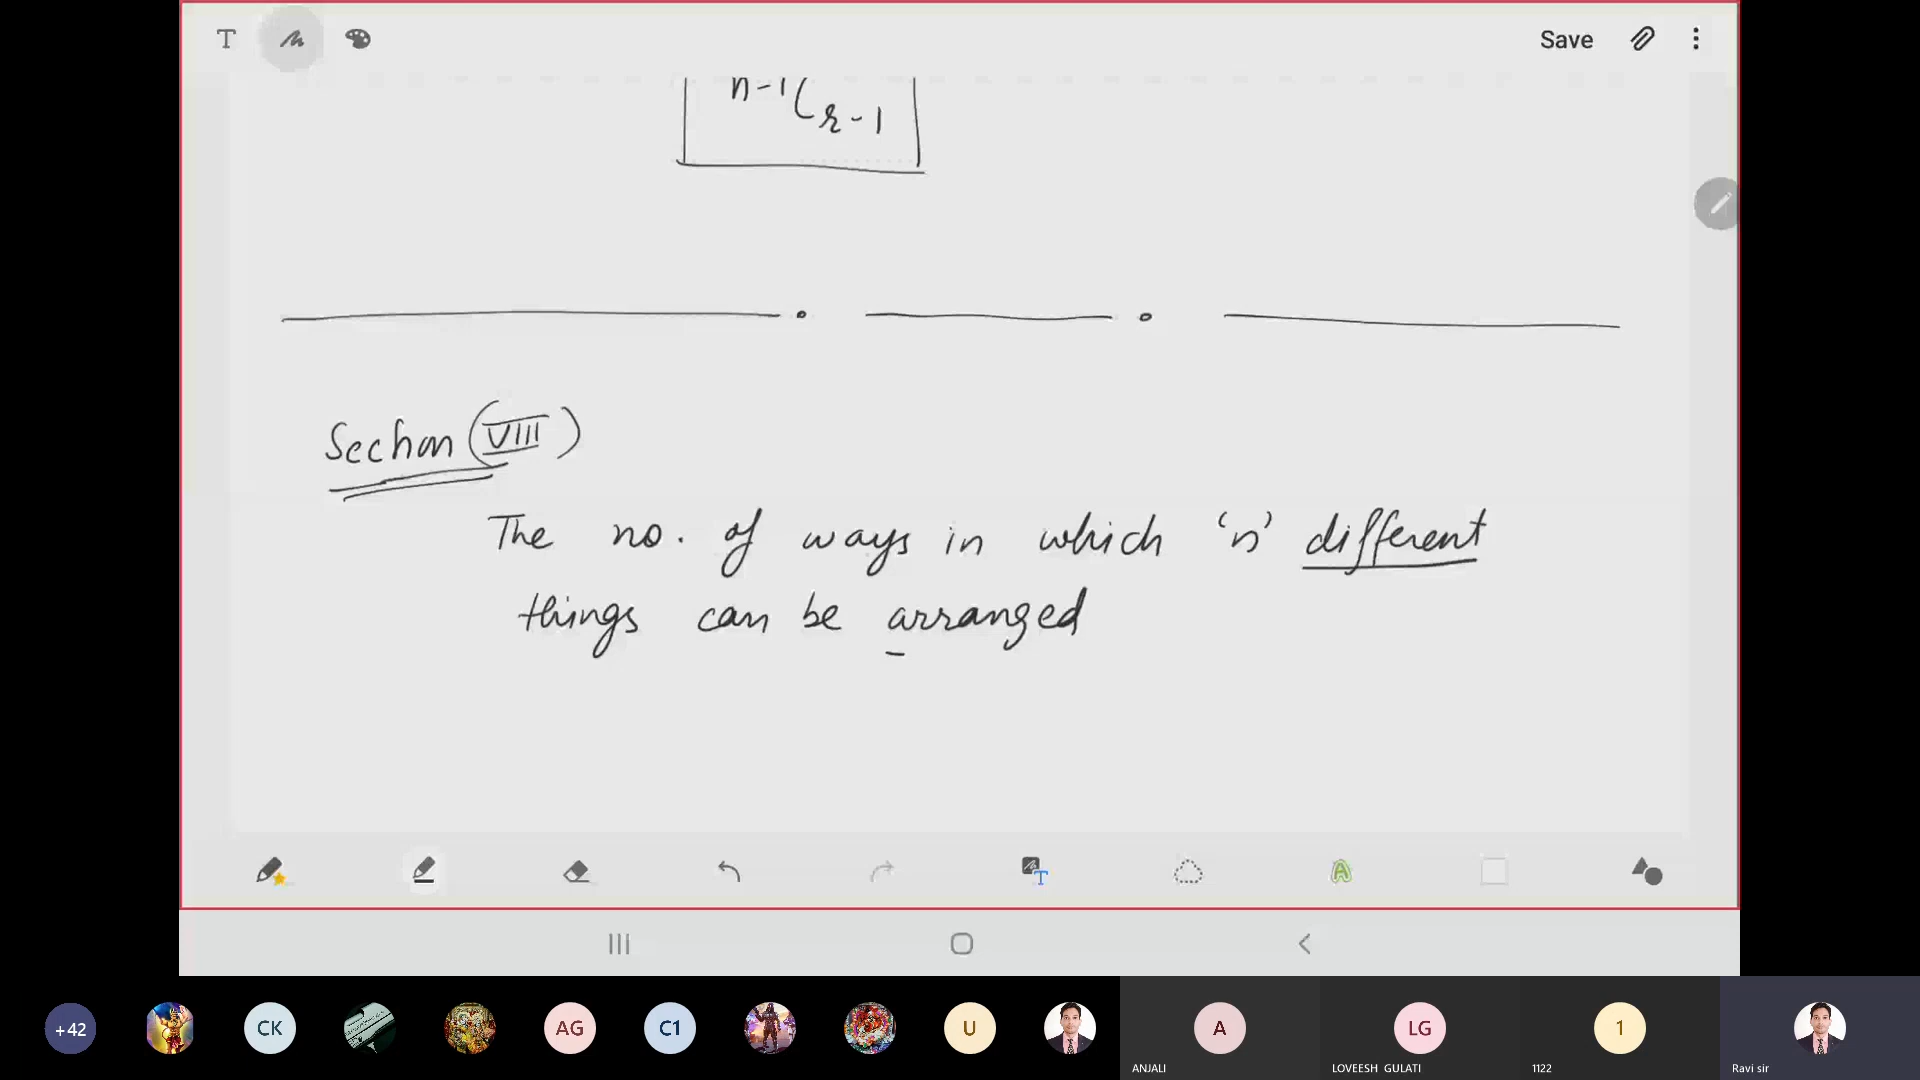 T Save
n-1Cr-1
Section (VIII)
The no. of ways in which 'n' different
things can be arranged
+42 CK AG C1 U A LG 1
ANJALI LOVEESH GULATI 1122 Ravi sir